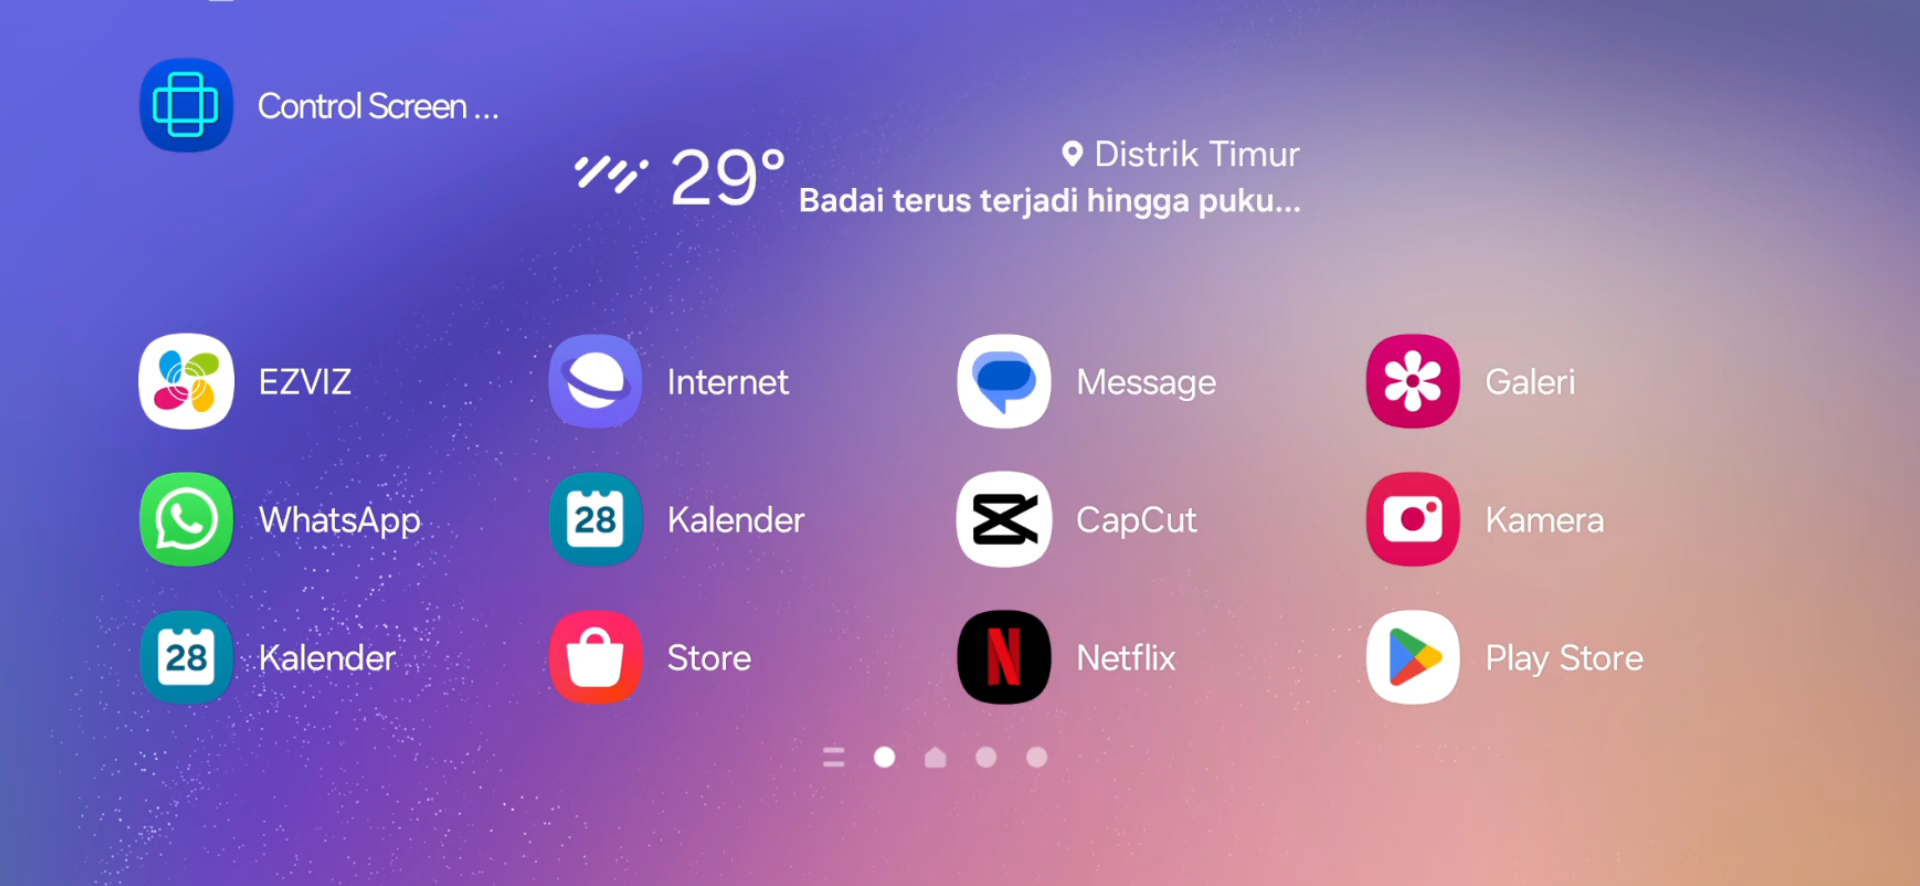 Control Screen ...
29°
Distrik Timur
Badai terus terjadi hingga puku...
EZVIZ
Internet
Message
Galeri
WhatsApp
28
Kalender
CapCut
Kamera
28
Kalender
Store
N
Netflix
Play Store